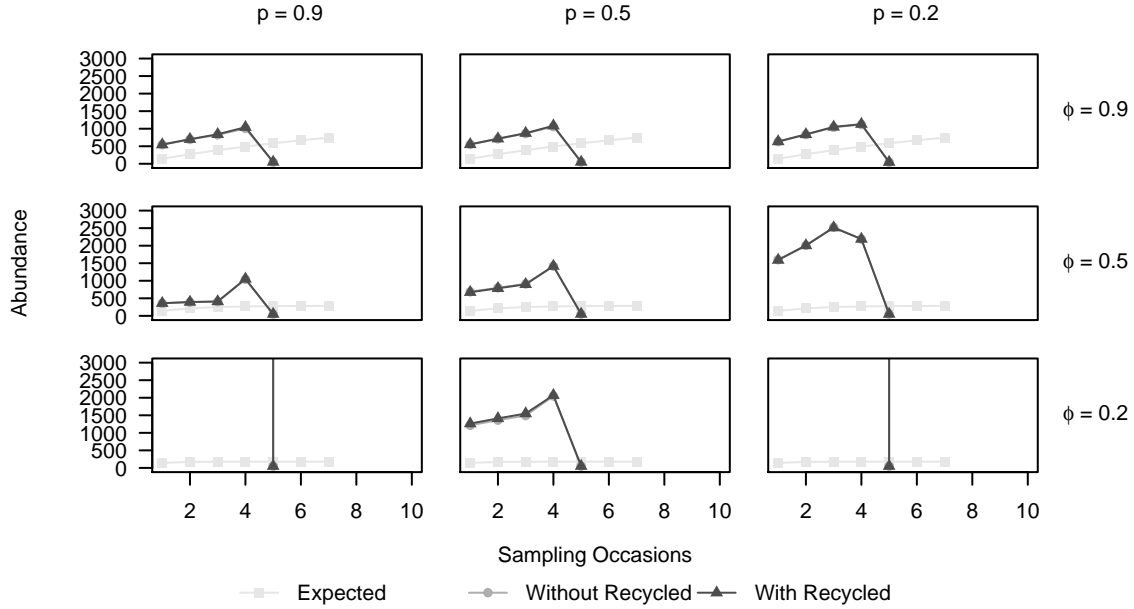 p = 0.9 p = 0.5 p = 0.2
3000
2500
2000
1500
1000
500
0
ϕ = 0.9
3000
2500
2000
1500
1000
500
0
ϕ = 0.5
3000
2500
2000
1500
1000
500
0
ϕ = 0.2
Abundance
2 4 6 8 10 2 4 6 8 10 2 4 6 8 10
Sampling Occasions
Expected Without Recycled With Recycled